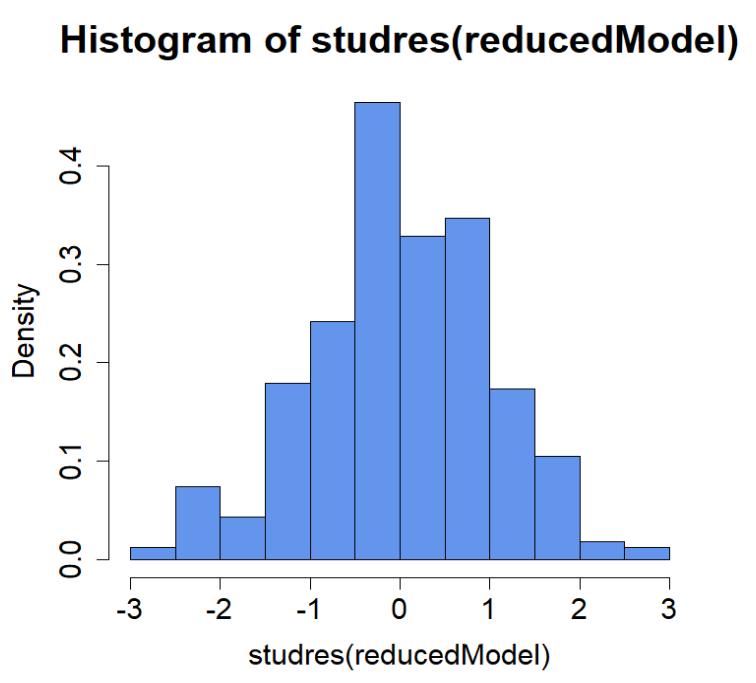 Histogram of studres(reducedModel)
Density
0.4
0.3
0.2
0.1
0.0
-3 -2 -1 0 1 2 3
studres(reducedModel)